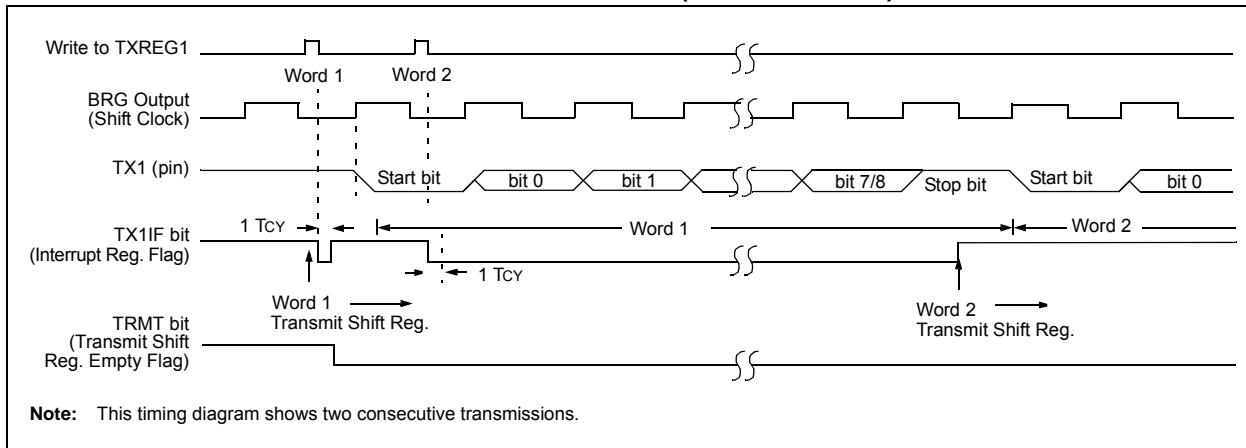 Write to TXREG1
Word 1
Word 2
BRG Output
(Shift Clock)
TX1 (pin)
Start bit
bit 0
bit 1
bit 7/8
Stop bit
Start bit
bit 0
1 TCY
Word 1
Word 2
TX1IF bit
(Interrupt Reg. Flag)
1 TCY
Word 1
Transmit Shift Reg.
Word 2
Transmit Shift Reg.
TRMT bit
(Transmit Shift
Reg. Empty Flag)
Note: This timing diagram shows two consecutive transmissions.